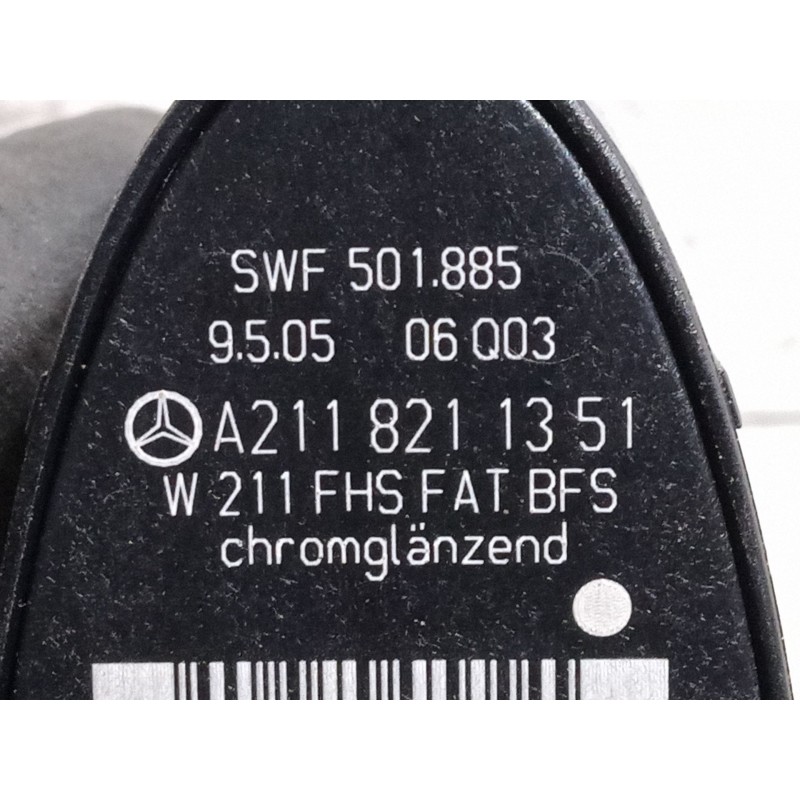 SWF 501.885
9.5.05 06 Q03
A211 821 13 51
W 211 FHS FAT BFS
chromglänzend